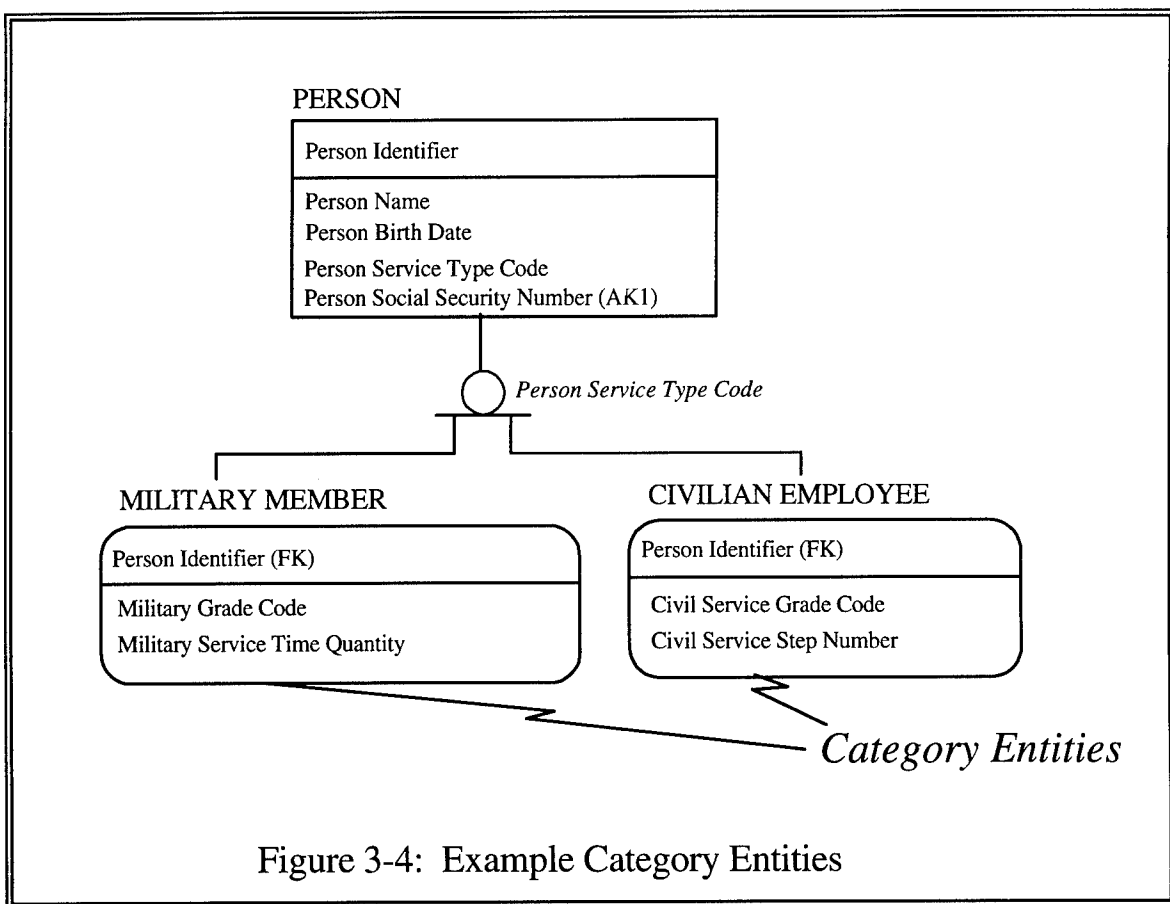 PERSON
Person Identifier
Person Name
Person Birth Date
Person Service Type Code
Person Social Security Number (AK1)
Person Service Type Code
MILITARY MEMBER
Person Identifier (FK)
Military Grade Code
Military Service Time Quantity
CIVILIAN EMPLOYEE
Person Identifier (FK)
Civil Service Grade Code
Civil Service Step Number
Category Entities
Figure 3-4: Example Category Entities